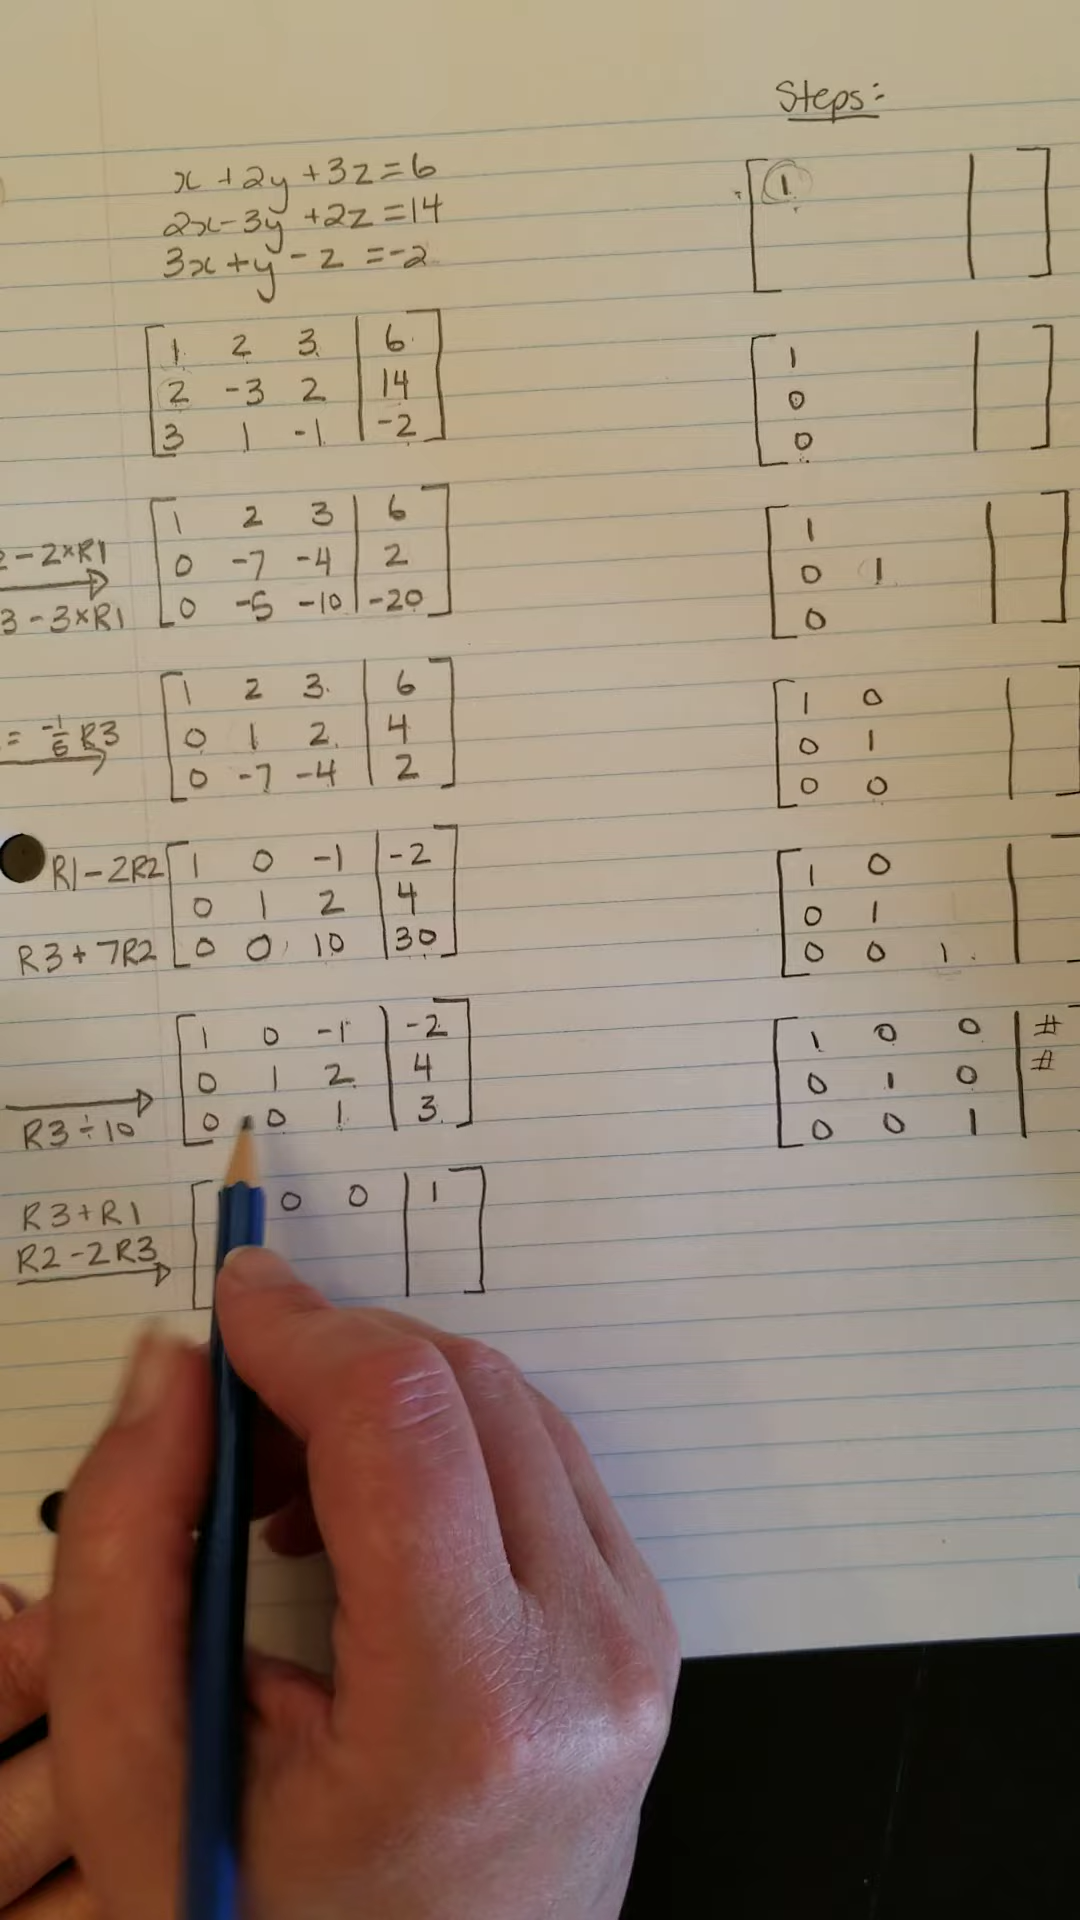 Steps:
x + 2y + 3z = 6
2x - 3y + 2z = 14
3x + y - z = -2
[1
[1 2 3 | 6]
[2 -3 2 | 14]
[3 1 -1 | -2]
[1
0
0
2 - 2×R1
3 - 3×R1
[1 2 3 | 6]
[0 -7 -4 | 2]
[0 -5 -10 | -20]
[1
0 1
0
= -1/5 R3
[1 2 3 | 6]
[0 1 2 | 4]
[0 -7 -4 | 2]
[1 0
0 1
0 0
R1 - 2R2
R3 + 7R2
[1 0 -1 | -2]
[0 1 2 | 4]
[0 0 10 | 30]
[1 0
0 1
0 0 1
R3 ÷ 10
[1 0 -1 | -2]
[0 1 2 | 4]
[0 0 1 | 3]
[1 0 0 | #
0 1 0 | #
0 0 1 |
R3 + R1
R2 - 2R3
[ 0 0 | 1 ]